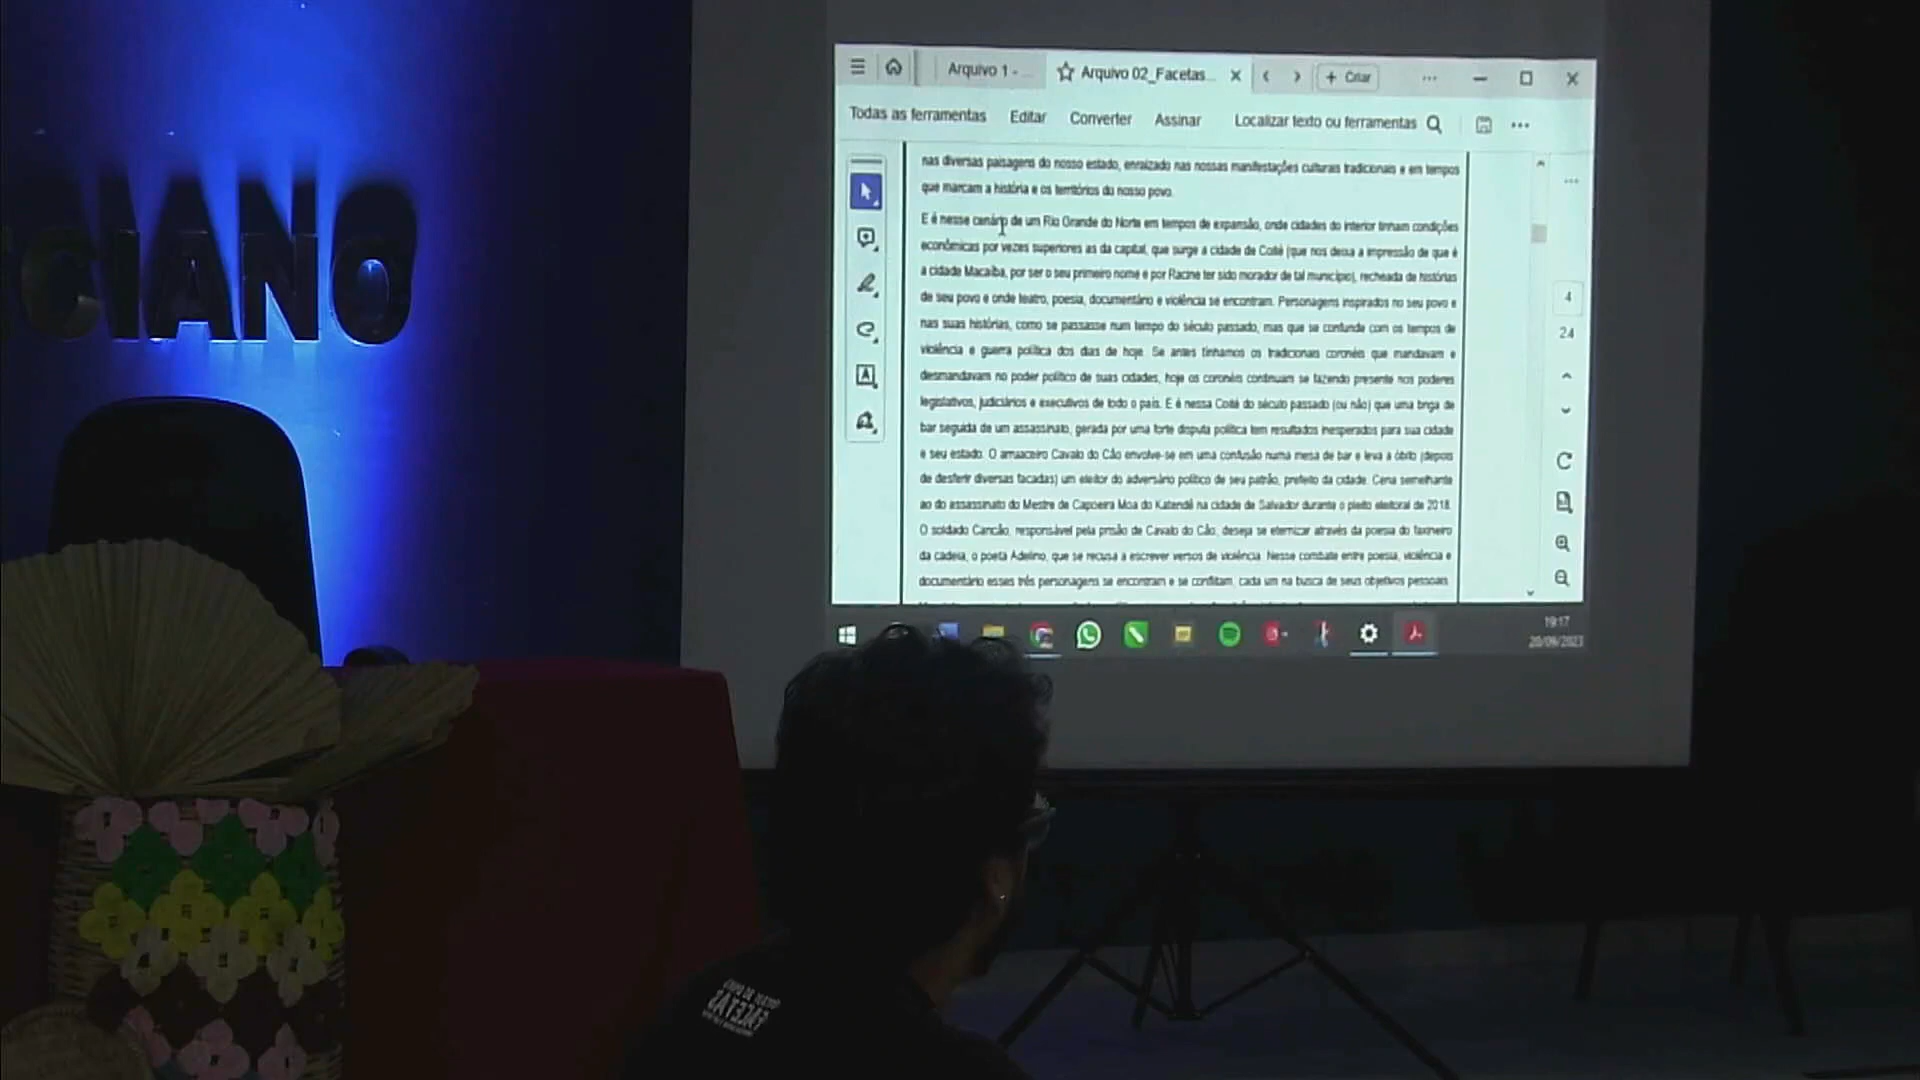 CIANO
Arquivo 1 - ...
Arquivo 02_Facetas...
+ Criar
Todas as ferramentas Editar Converter Assinar Localizar texto ou ferramentas
nas diversas paisagens do nosso estado, enraizado nas nossas manifestações culturais tradicionais e em tempos
que marcam a história e os territórios do nosso povo.
E é nesse cenário de um Rio Grande do Norte em tempos de expansão, onde cidades do interior tinham condições
econômicas por vezes superiores as da capital, que surge a cidade de Coité (que nos deixa a impressão de que é
a cidade Macaíba, por ser o seu primeiro nome e por Racine ter sido morador de tal município), recheada de histórias
de seu povo e onde teatro, poesia, documentário e violência se encontram. Personagens inspirados no seu povo e
nas suas histórias, como se passasse num tempo do século passado, mas que se confunde com os tempos de
violência e guerra política dos dias de hoje. Se antes tínhamos os tradicionais coronéis que mandavam e
desmandavam no poder político de suas cidades, hoje os coronéis continuam se fazendo presente nos poderes
legislativos, judiciários e executivos de todo o país. E é nessa Coité do século passado (ou não) que uma briga de
bar seguida de um assassinato, gerada por uma forte disputa política tem resultados inesperados para sua cidade
e seu estado. O arruaceiro Cavalo do Cão envolve-se em uma confusão numa mesa de bar e leva a óbito (depois
de desferir diversas facadas) um eleitor do adversário político de seu patrão, prefeito da cidade. Cena semelhante
ao do assassinato do Mestre de Capoeira Moa do Katendê na cidade de Salvador durante o pleito eleitoral de 2018.
O soldado Cancão, responsável pela prisão de Cavalo do Cão, deseja se eternizar através da poesia do faxineiro
da cadeia, o poeta Adelino, que se recusa a escrever versos de violência. Nesse combate entre poesia, violência e
documentário esses três personagens se encontram e se conflitam, cada um na busca de seus objetivos pessoais.
4
24
19:17
20/09/2023
GRUPO DE TEATRO
FACETAS